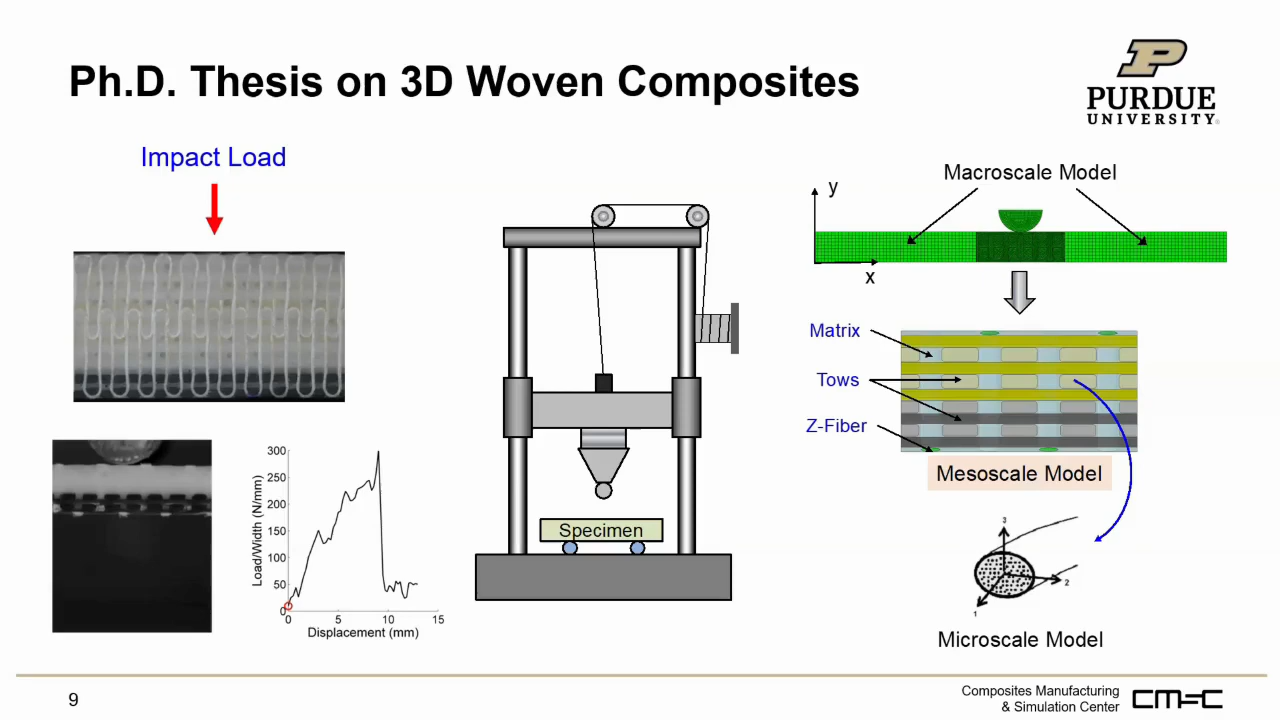 Ph.D. Thesis on 3D Woven Composites
P
PURDUE
UNIVERSITY.
Impact Load
Macroscale Model
y
x
Matrix
Tows
Z-Fiber
Mesoscale Model
Specimen
300
250
200
150
100
50
0
0
5
10
15
Load/Width (N/mm)
Displacement (mm)
3
2
1
Microscale Model
9
Composites Manufacturing
& Simulation Center
CMSC